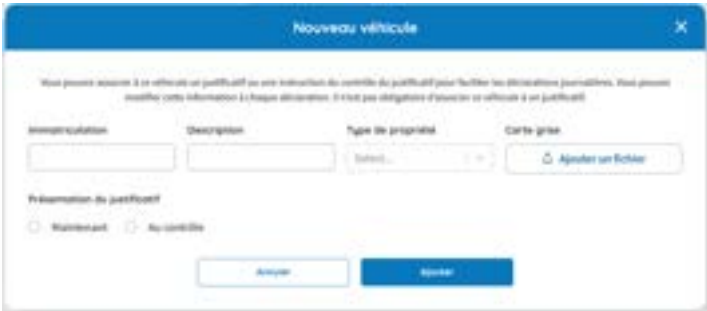 Nouveau véhicule
Vous pouvez associer à ce véhicule un justificatif ou une instruction du contrôle du justificatif pour faciliter les déclarations journalières. Vous pouvez
modifier cette information à chaque déclaration. Il n'est pas obligatoire d'associer ce véhicule à un justificatif.
Immatriculation Description Type de propriété Carte grise
Select... Ajouter un fichier
Présentation du justificatif
Maintenant Au contrôle
Annuler Ajouter